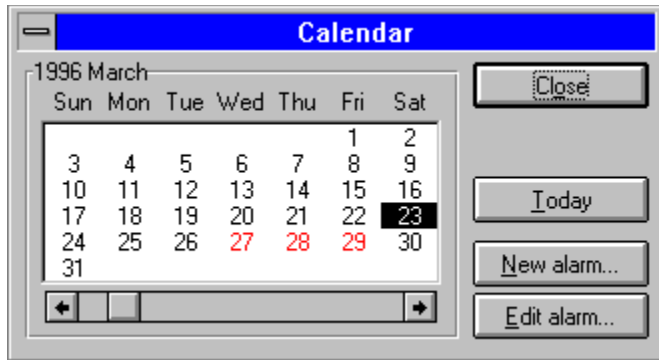 Calendar
1996 March
Sun Mon Tue Wed Thu Fri Sat
1 2
3 4 5 6 7 8 9
10 11 12 13 14 15 16
17 18 19 20 21 22 23
24 25 26 27 28 29 30
31
Close
Today
New alarm...
Edit alarm...